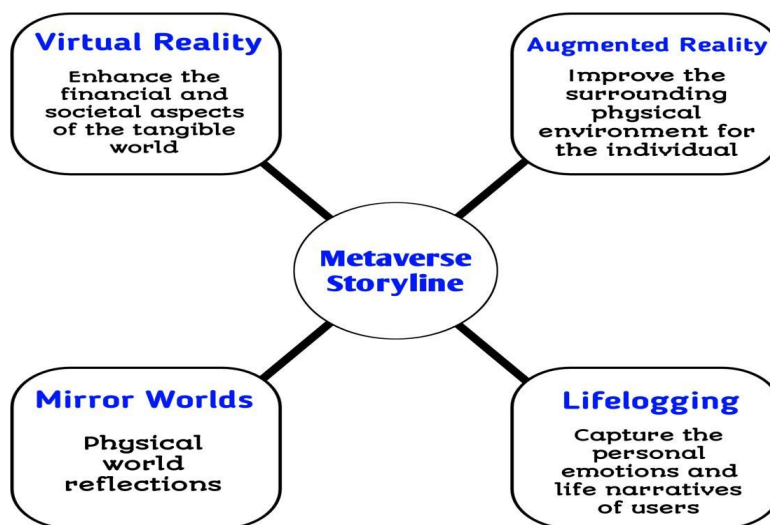 Virtual Reality
Enhance the
financial and
societal aspects
of the tangible
world
Augmented Reality
Improve the
surrounding
physical
environment for
the individual
Metaverse
Storyline
Mirror Worlds
Physical
world
reflections
Lifelogging
Capture the
personal
emotions and
life narratives
of users